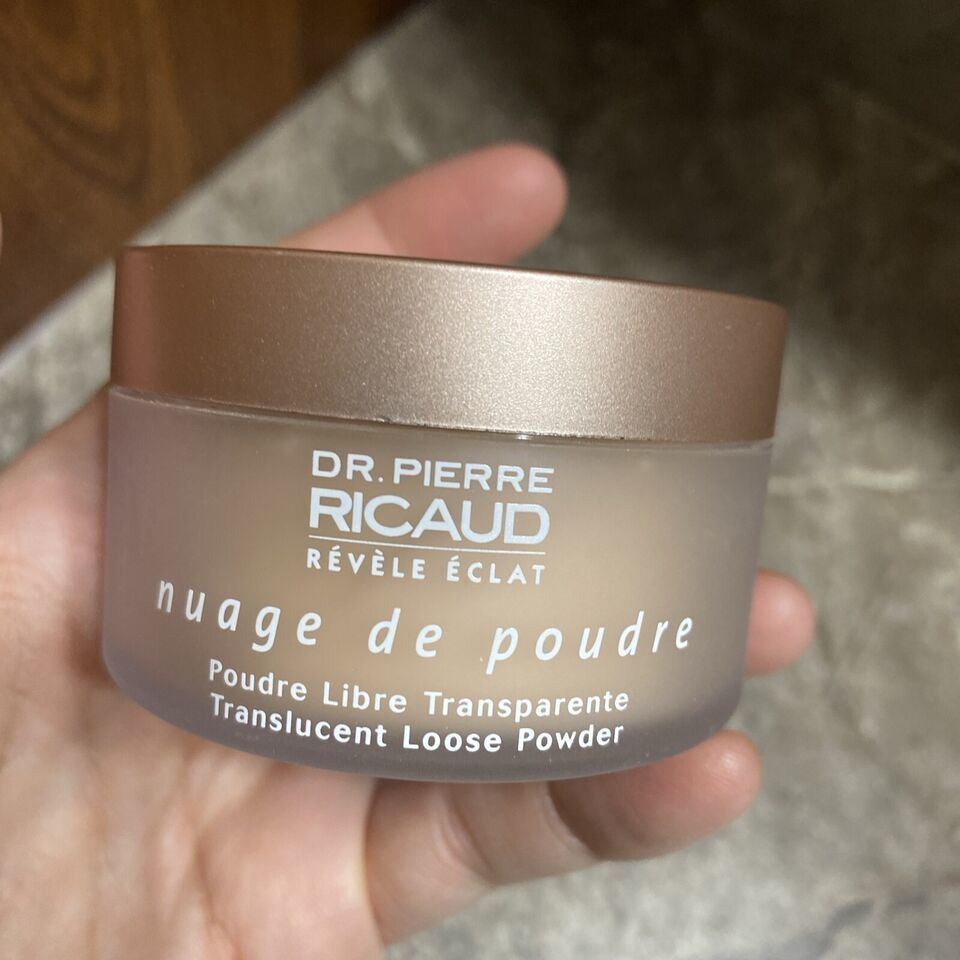 DR. PIERRE
RICAUD
RÉVÈLE ÉCLAT
nuage de poudre
Poudre Libre Transparente
Translucent Loose Powder